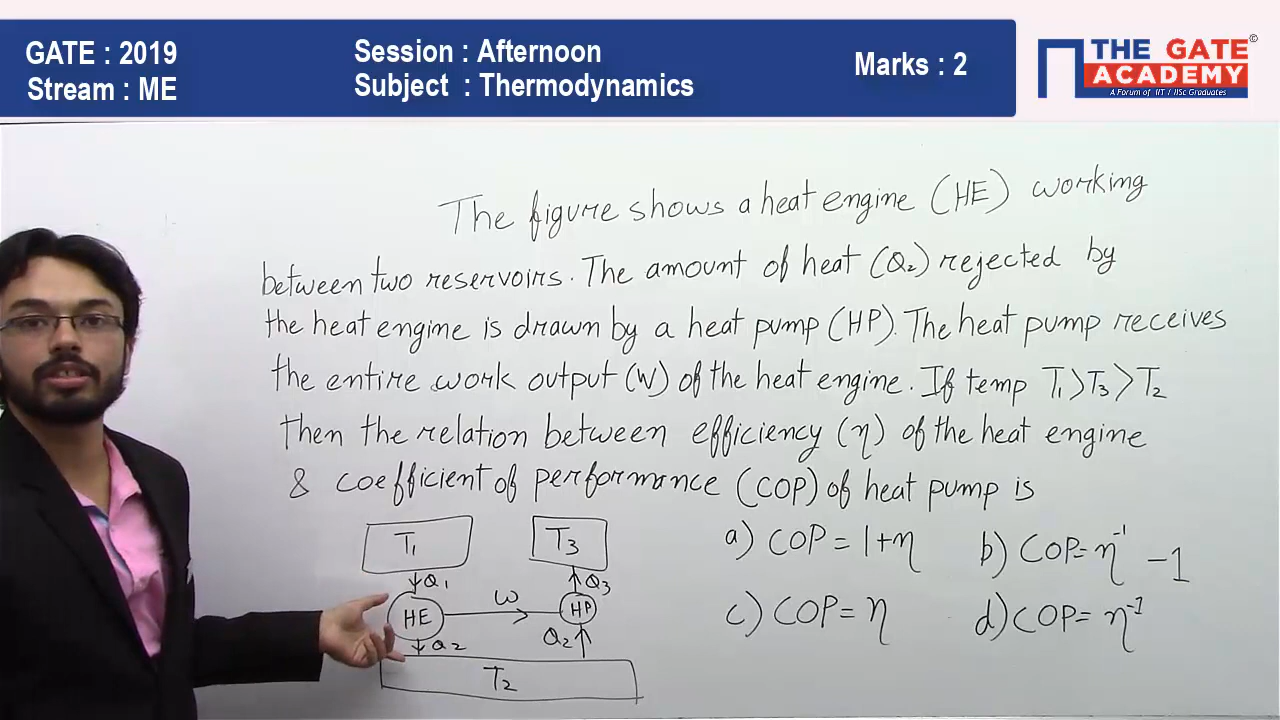 GATE : 2019
Stream : ME
Session : Afternoon
Subject : Thermodynamics
Marks : 2
THE GATE ACADEMY ©
A Forum of IIT / IISc Graduates
The figure shows a heat engine (HE) working
between two reservoirs. The amount of heat (Q₂) rejected by
the heat engine is drawn by a heat pump (HP). The heat pump receives
the entire work output (W) of the heat engine. If temp T₁>T₃>T₂
then the relation between efficiency (η) of the heat engine
& coefficient of performance (COP) of heat pump is
T₁ T₃
Q₁ Q₃
HE W HP
Q₂ Q₂
T₂
a) COP = 1+η b) COP= η⁻¹ - 1
c) COP = η d) COP= η⁻¹